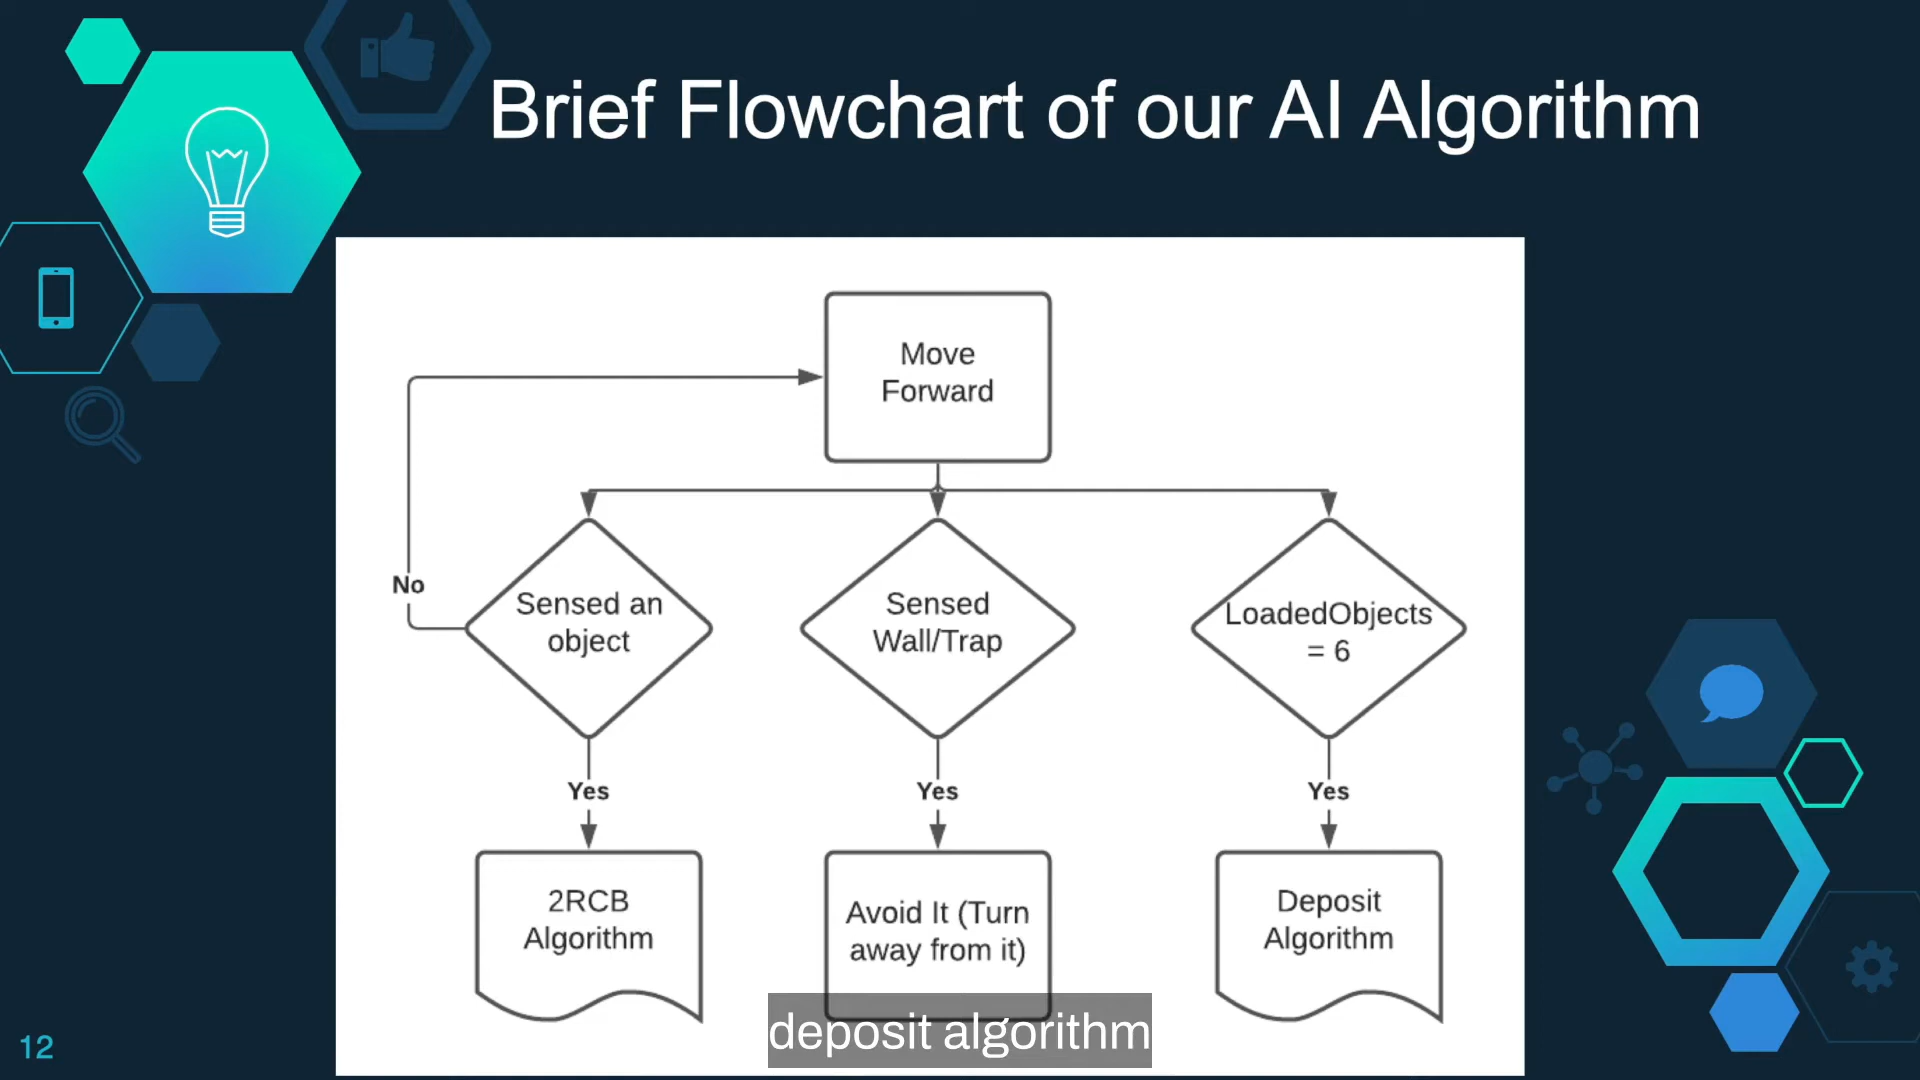 Brief Flowchart of our AI Algorithm
Move
Forward
No
Sensed an
object
Sensed
Wall/Trap
LoadedObjects
= 6
Yes
Yes
Yes
2RCB
Algorithm
Avoid It (Turn
away from it)
Deposit
Algorithm
deposit algorithm
12